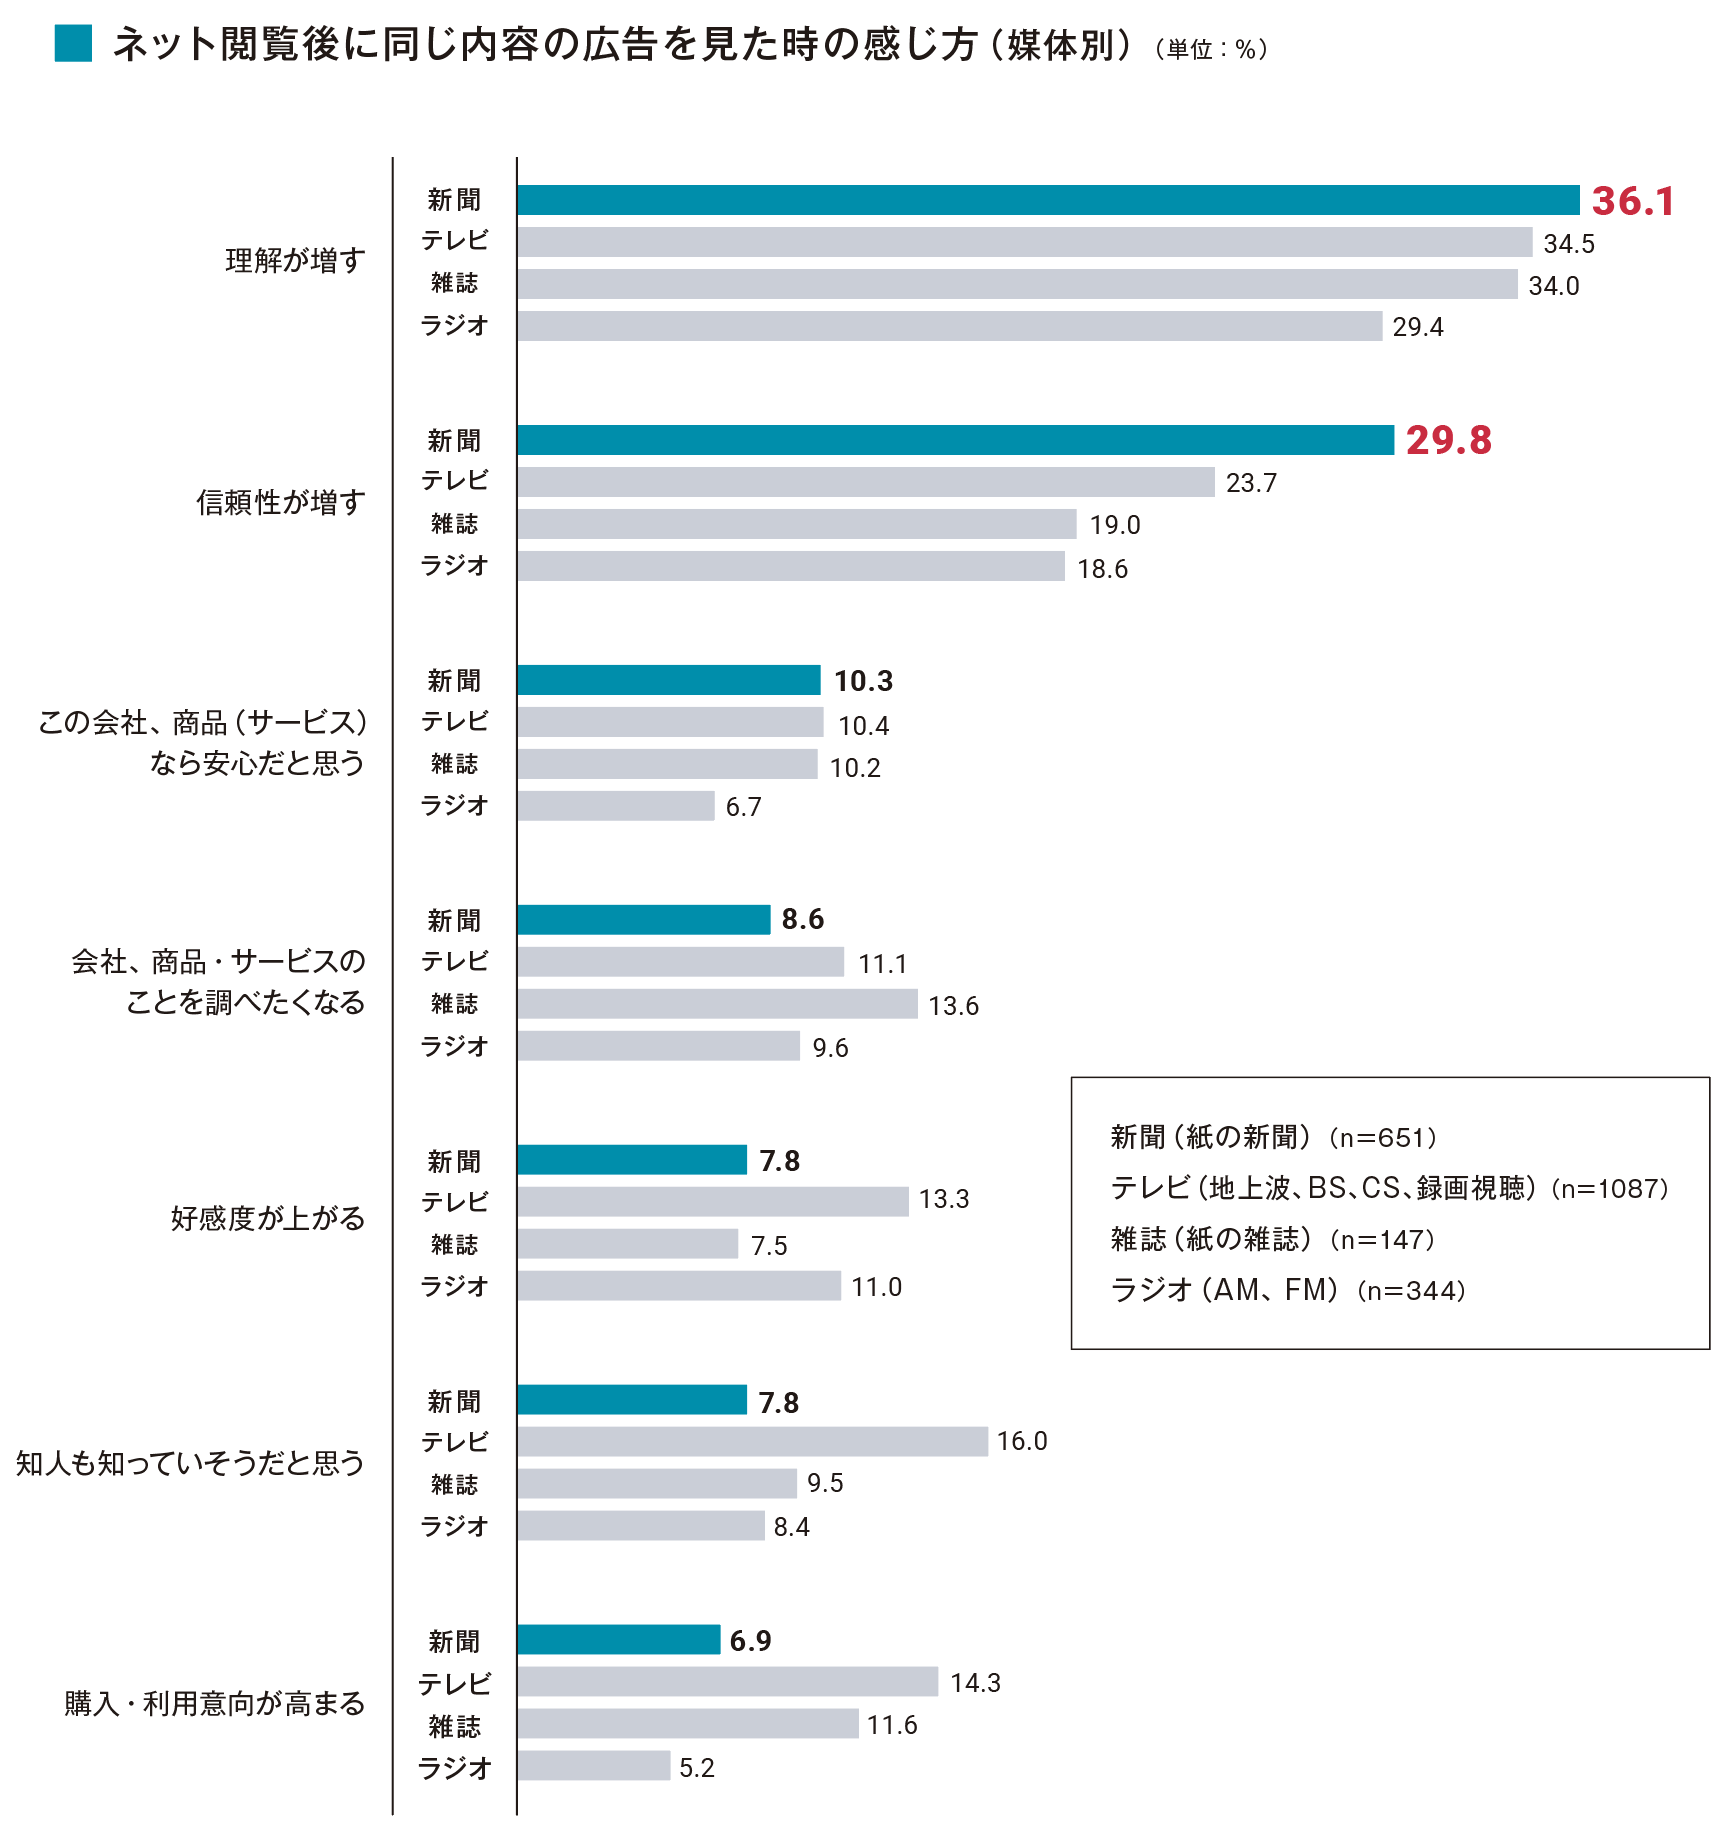 ネット閲覧後に同じ内容の広告を見た時の感じ方（媒体別）（単位：％）
理解が増す
新聞 36.1
テレビ 34.5
雑誌 34.0
ラジオ 29.4
信頼性が増す
新聞 29.8
テレビ 23.7
雑誌 19.0
ラジオ 18.6
この会社、商品（サービス）
なら安心だと思う
新聞 10.3
テレビ 10.4
雑誌 10.2
ラジオ 6.7
会社、商品・サービスの
ことを調べたくなる
新聞 8.6
テレビ 11.1
雑誌 13.6
ラジオ 9.6
好感度が上がる
新聞 7.8
テレビ 13.3
雑誌 7.5
ラジオ 11.0
知人も知っていそうだと思う
新聞 7.8
テレビ 16.0
雑誌 9.5
ラジオ 8.4
購入・利用意向が高まる
新聞 6.9
テレビ 14.3
雑誌 11.6
ラジオ 5.2
新聞（紙の新聞）（n＝651）
テレビ（地上波、BS、CS、録画視聴）（n＝1087）
雑誌（紙の雑誌）（n＝147）
ラジオ（AM、FM）（n＝344）